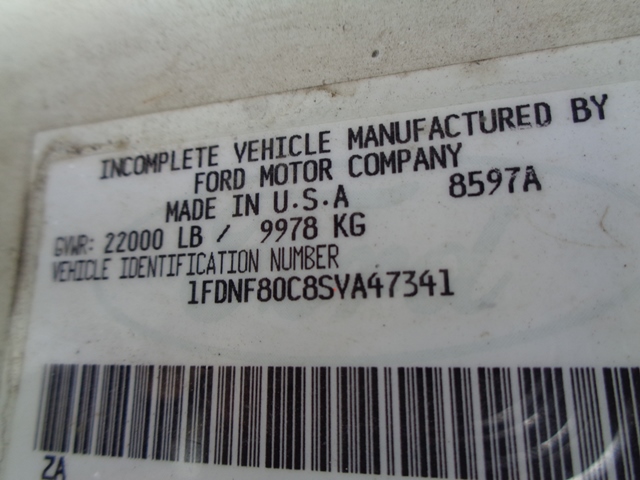 INCOMPLETE VEHICLE MANUFACTURED BY
FORD MOTOR COMPANY
MADE IN U.S.A 8597A
GVWR: 22000 LB / 9978 KG
VEHICLE IDENTIFICATION NUMBER
1FDNF80C8SVA47341
ZA